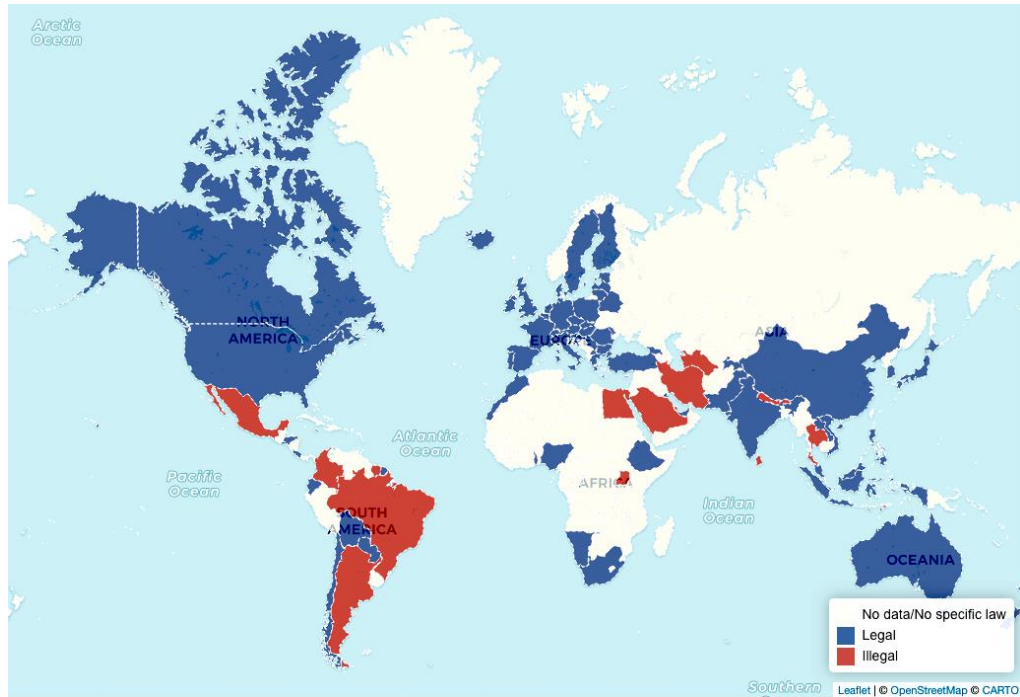 Arctic
Ocean
NORTH
AMERICA
EUROPE
ASIA
Atlantic
Ocean
Pacific
Ocean
AFRICA
Indian
Ocean
SOUTH
AMERICA
OCEANIA
No data/No specific law
Legal
Illegal
Southern
Leaflet | © OpenStreetMap © CARTO